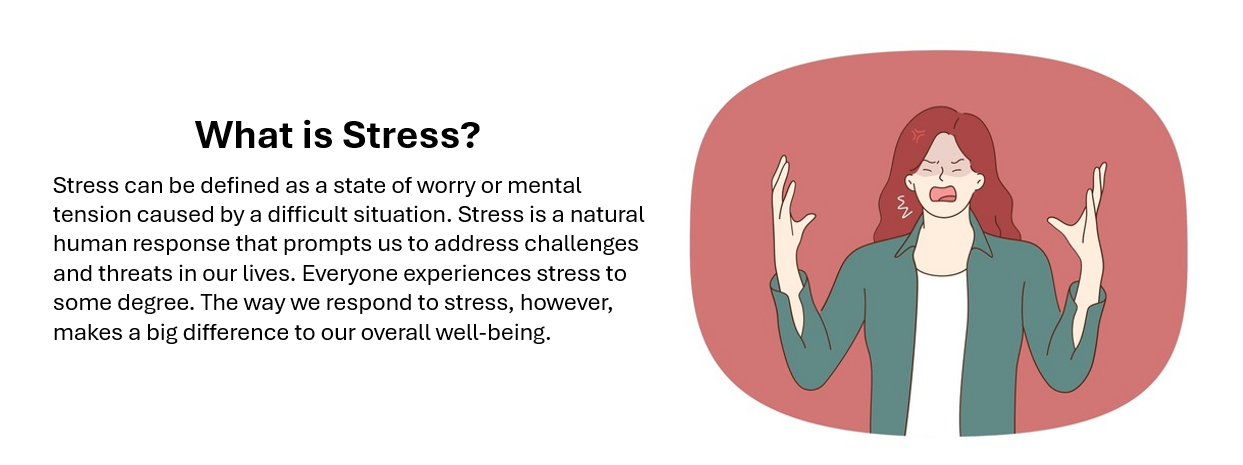 What is Stress?
Stress can be defined as a state of worry or mental
tension caused by a difficult situation. Stress is a natural
human response that prompts us to address challenges
and threats in our lives. Everyone experiences stress to
some degree. The way we respond to stress, however,
makes a big difference to our overall well-being.